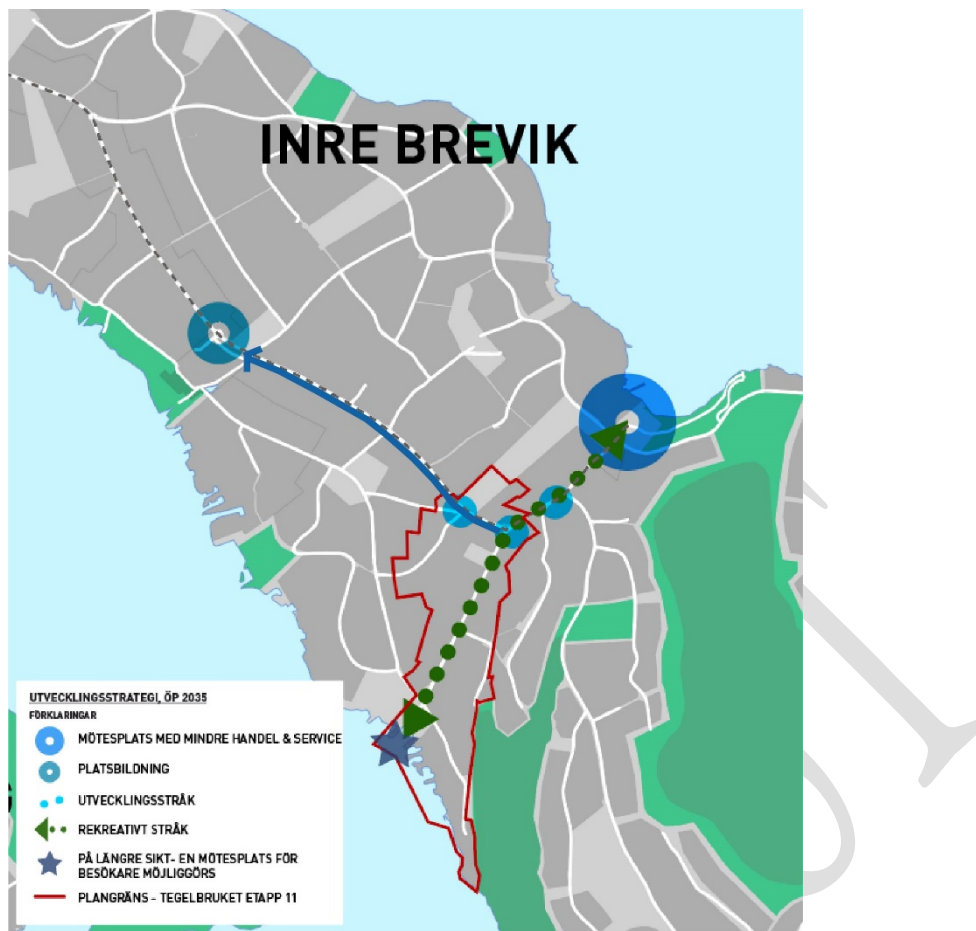 INRE BREVIK
UTVECKLINGSSTRATEGI, ÖP 2035
FÖRKLARINGAR
MÖTESPLATS MED MINDRE HANDEL & SERVICE
PLATSBILDNING
UTVECKLINGSSTRÅK
REKREATIVT STRÅK
PÅ LÄNGRE SIKT- EN MÖTESPLATS FÖR
BESÖKARE MÖJLIGGÖRS
PLANGRÄNS - TEGELBRUKET ETAPP 11